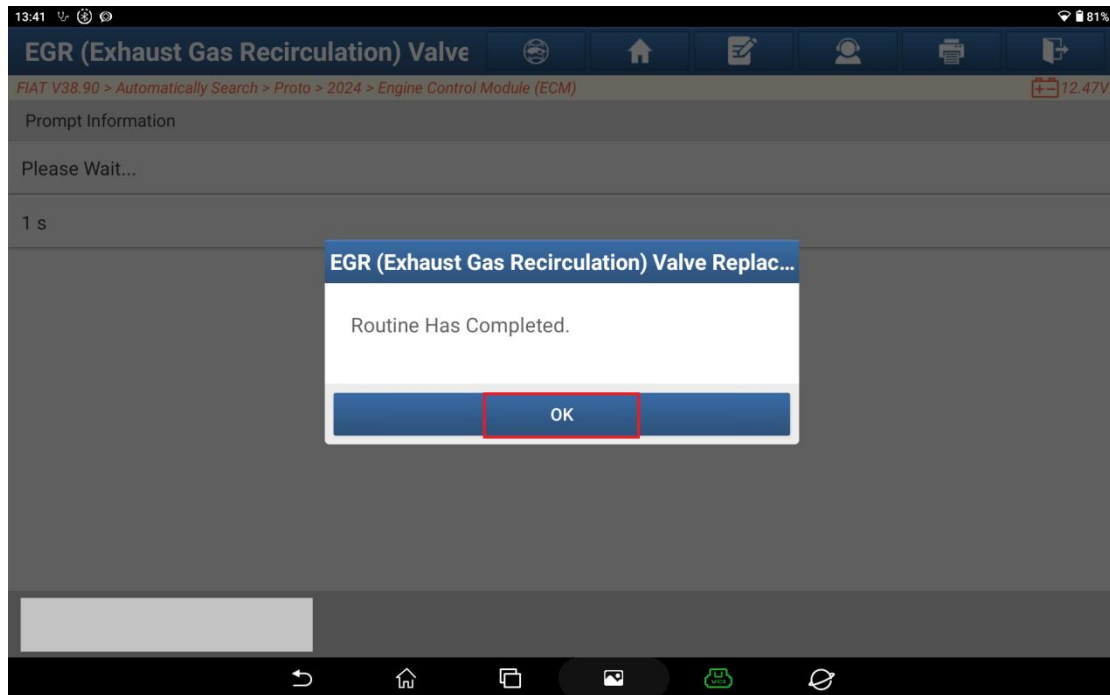 13:41
81%
EGR (Exhaust Gas Recirculation) Valve
FIAT V38.90 > Automatically Search > Proto > 2024 > Engine Control Module (ECM)
12.47V
Prompt Information
Please Wait...
1 s
EGR (Exhaust Gas Recirculation) Valve Replac...
Routine Has Completed.
OK
VCI